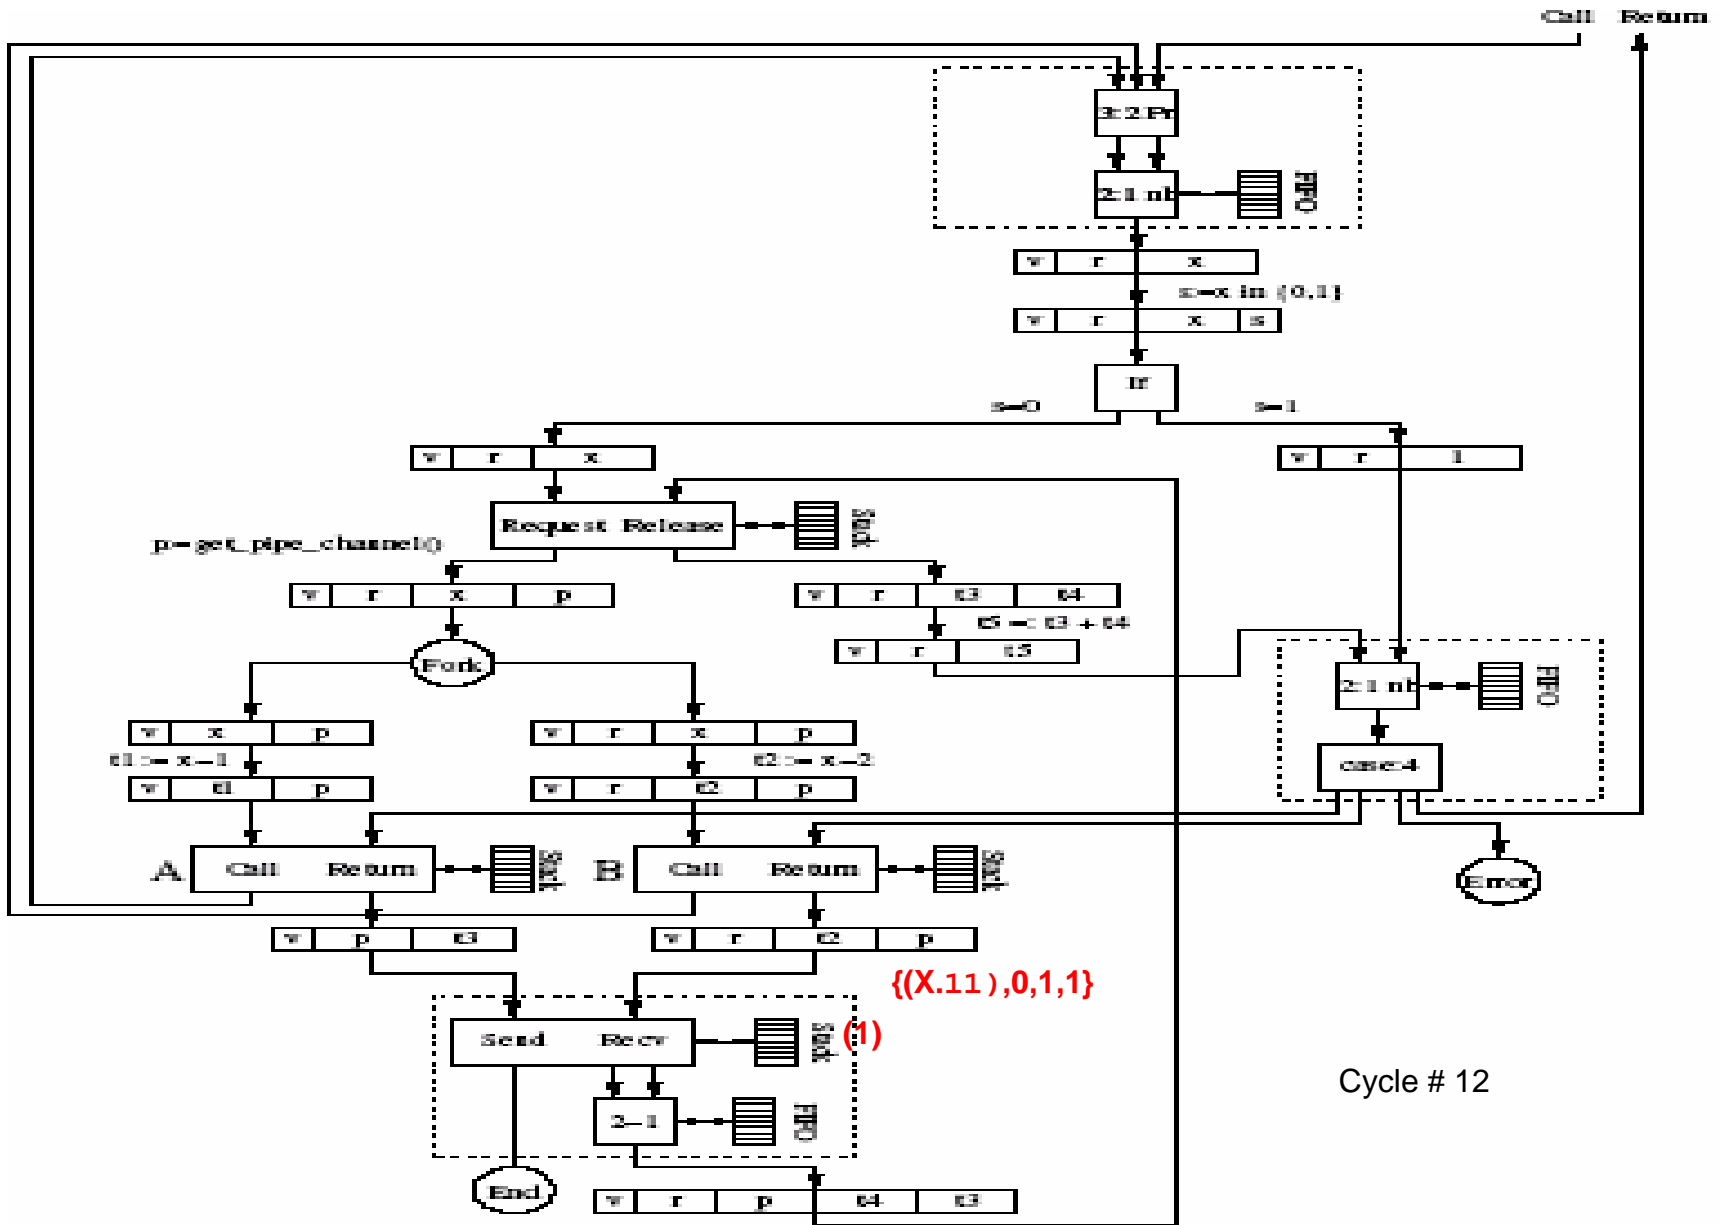 Call Return
3:2 Pr
2:1 nb
FIFO
v r x
s=x in {0,1}
v r x s
If
s=0 s=1
v r x
v r 1
Request Release
Stack
p=get_pipe_channel()
v r x p
v r t3 t4
t5 =: t3 + t4
v r t5
Fork
2:1 nb
FIFO
v x p
v r x p
t1 := x-1
t2 := x-2
v t1 p
v r t2 p
case:4
A Call Return
Stack
B Call Return
Stack
Error
v p t3
v r t2 p
{(X.11),0,1,1}
Send Recv
Stack
(1)
Cycle # 12
2-1
FIFO
End
v r p t4 t3